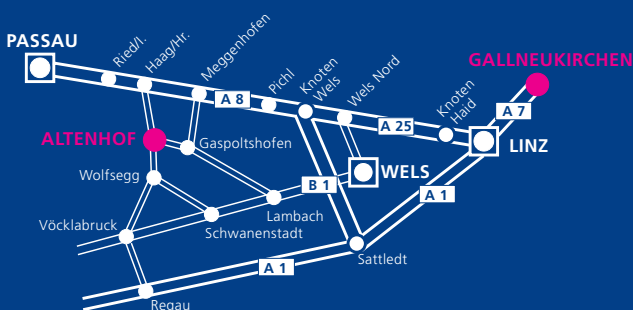 PASSAU
Ried/I.
Haag/Hr.
Meggenhofen
A 8
Pichl
Knoten
Wels
Wels Nord
A 25
Knoten
Haid
GALLNEUKIRCHEN
A 7
LINZ
ALTENHOF
Gaspoltshofen
Wolfsegg
B 1
WELS
A 1
Lambach
Schwanenstadt
Vöcklabruck
Sattledt
A 1
Regau